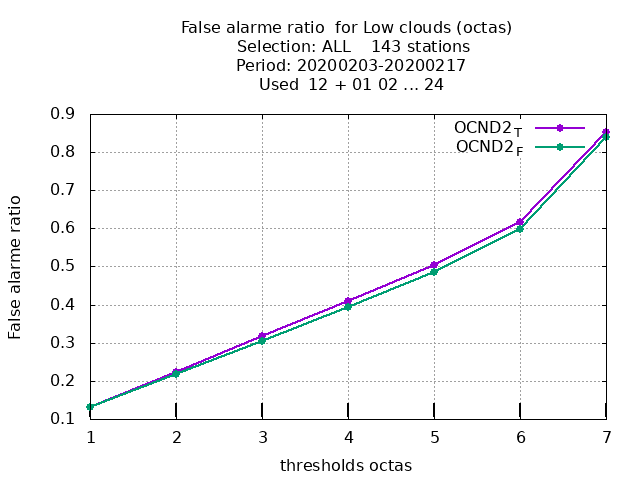 False alarme ratio  for Low clouds (octas)
Selection: ALL    143 stations
Period: 20200203-20200217
Used  12 + 01 02 ... 24
OCND2T
OCND2F
0.9
0.8
0.7
0.6
0.5
0.4
0.3
0.2
0.1
False alarme ratio
1 2 3 4 5 6 7
thresholds octas